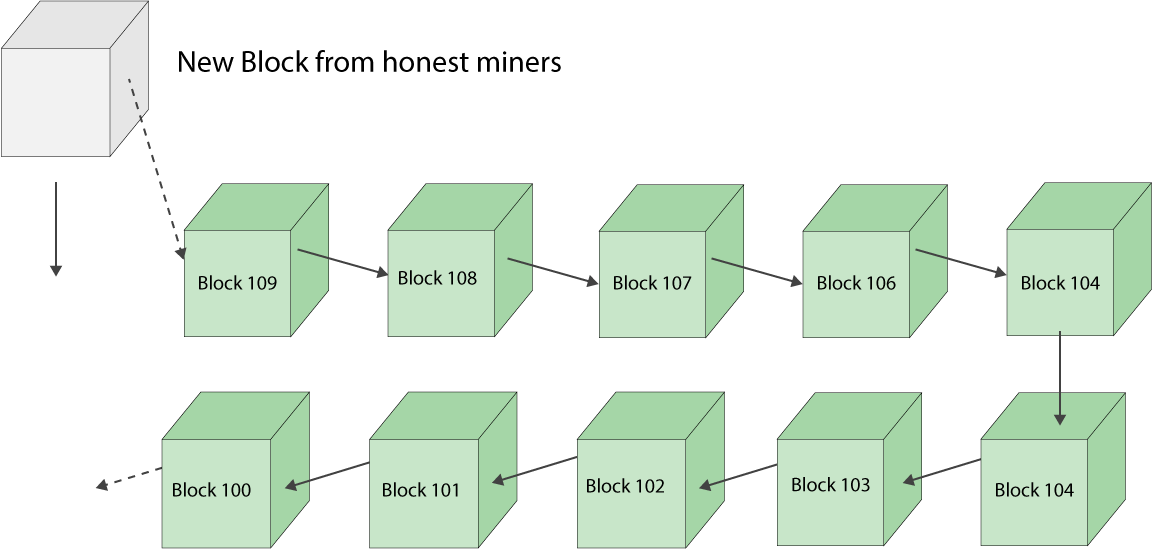 New Block from honest miners
Block 109
Block 108
Block 107
Block 106
Block 104
Block 100
Block 101
Block 102
Block 103
Block 104